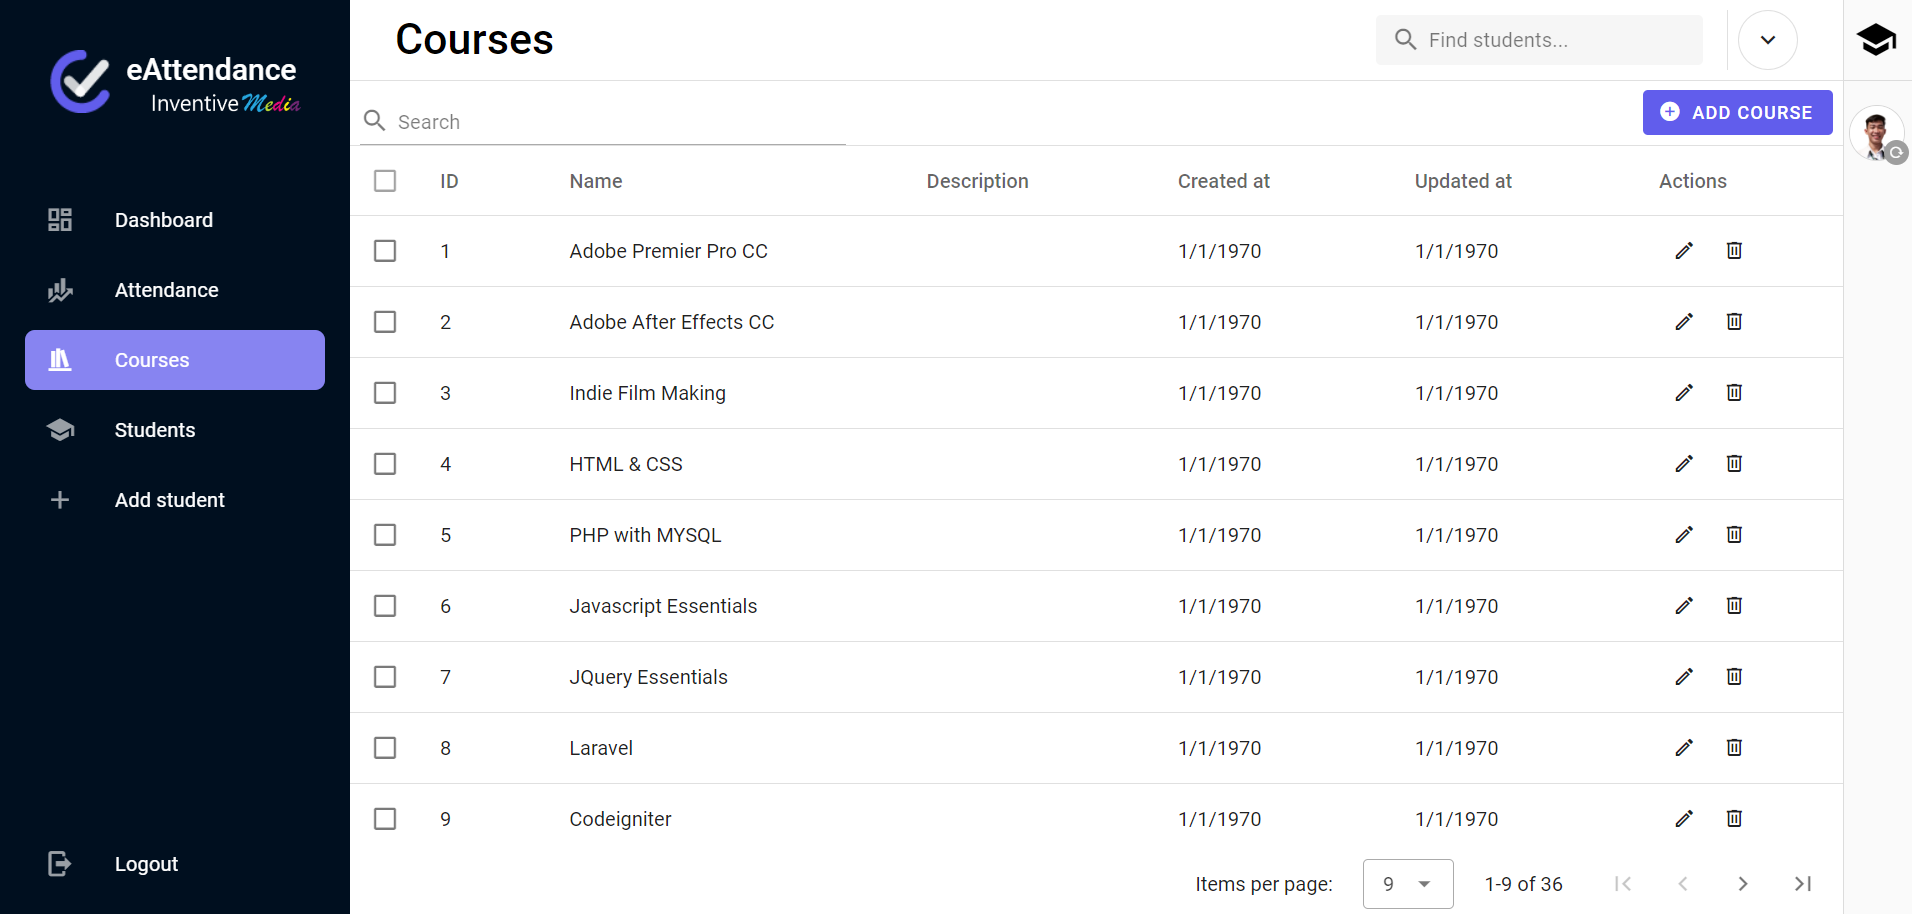 eAttendance
Inventive Media
Dashboard
Attendance
Courses
Students
Add student
Logout
Courses
Find students...
Search
ADD COURSE
ID Name Description Created at Updated at Actions
1 Adobe Premier Pro CC 1/1/1970 1/1/1970
2 Adobe After Effects CC 1/1/1970 1/1/1970
3 Indie Film Making 1/1/1970 1/1/1970
4 HTML & CSS 1/1/1970 1/1/1970
5 PHP with MYSQL 1/1/1970 1/1/1970
6 Javascript Essentials 1/1/1970 1/1/1970
7 JQuery Essentials 1/1/1970 1/1/1970
8 Laravel 1/1/1970 1/1/1970
9 Codeigniter 1/1/1970 1/1/1970
Items per page: 9 1-9 of 36